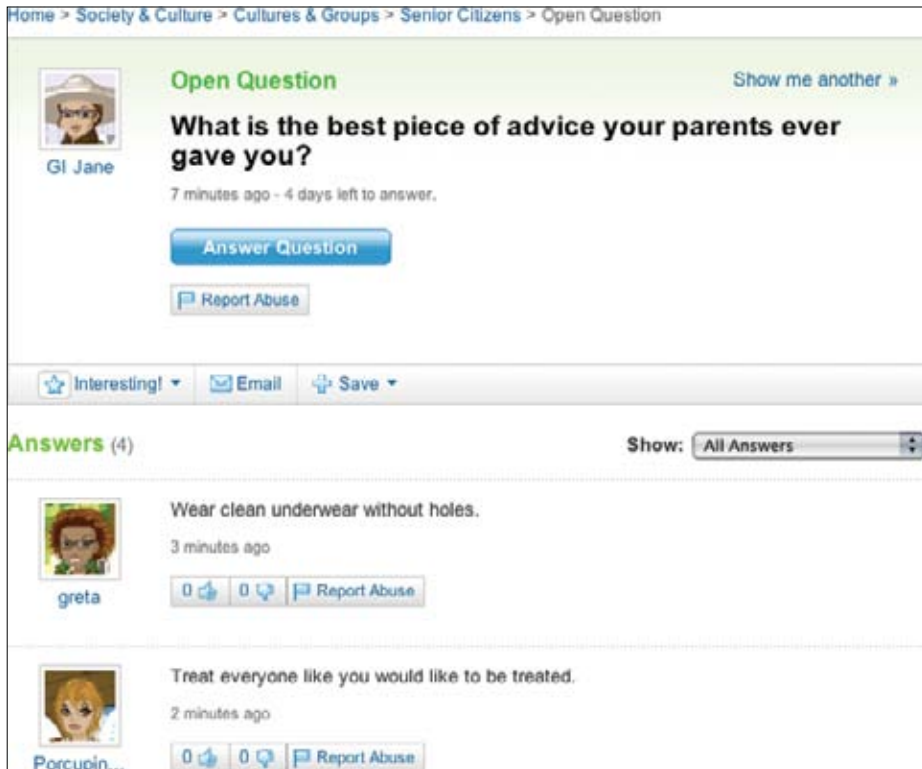 Home > Society & Culture > Cultures & Groups > Senior Citizens > Open Question
Open Question
Show me another »
What is the best piece of advice your parents ever
gave you?
GI Jane
7 minutes ago - 4 days left to answer.
Answer Question
Report Abuse
Interesting! Email Save
Answers (4)
Show: All Answers
Wear clean underwear without holes.
3 minutes ago
greta
0 0 Report Abuse
Treat everyone like you would like to be treated.
2 minutes ago
0 0 Report Abuse
Porcupin...